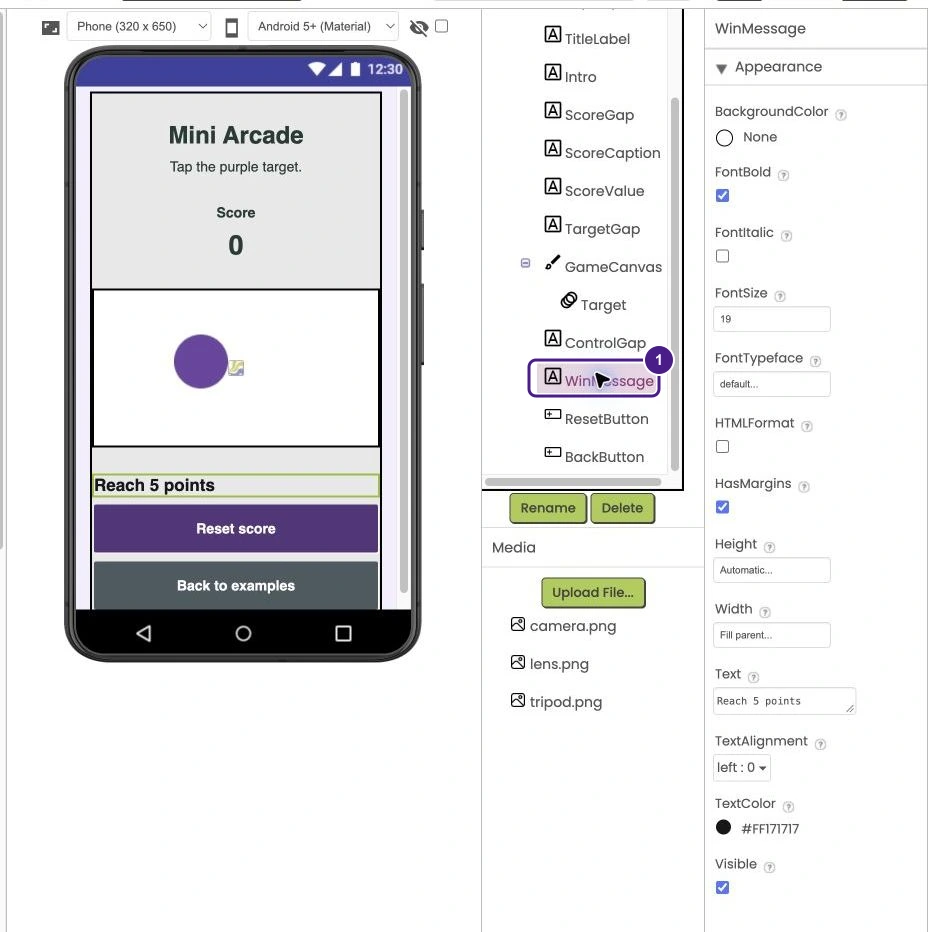 Phone (320 x 650)
Android 5+ (Material)
12:30
Mini Arcade
Tap the purple target.
Score
0
Reach 5 points
Reset score
Back to examples
TitleLabel
Intro
ScoreGap
ScoreCaption
ScoreValue
TargetGap
GameCanvas
Target
ControlGap
1
WinMessage
ResetButton
BackButton
Rename
Delete
Media
Upload File...
camera.png
lens.png
tripod.png
WinMessage
Appearance
BackgroundColor ?
None
FontBold ?
FontItalic ?
FontSize ?
19
FontTypeface ?
default...
HTMLFormat ?
HasMargins ?
Height ?
Automatic...
Width ?
Fill parent...
Text ?
Reach 5 points
TextAlignment ?
left : 0
TextColor ?
#FF171717
Visible ?